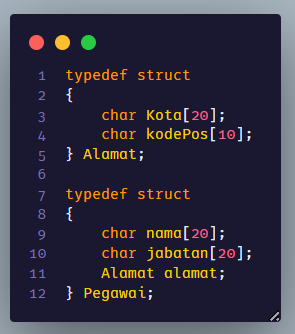 1 typedef struct
2 {
3     char Kota[20];
4     char kodePos[10];
5 } Alamat;
6
7 typedef struct
8 {
9     char nama[20];
10     char jabatan[20];
11     Alamat alamat;
12 } Pegawai;